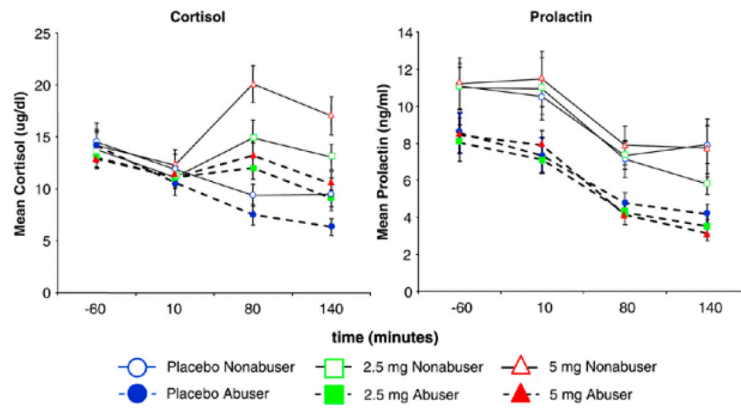 Cortisol
Prolactin
Mean Cortisol (ug/dl)
25
20
15
10
5
0
-60
10
80
140
Mean Prolactin (ng/ml)
14
12
10
8
6
4
2
0
-60
10
80
140
time (minutes)
Placebo Nonabuser
2.5 mg Nonabuser
5 mg Nonabuser
Placebo Abuser
2.5 mg Abuser
5 mg Abuser